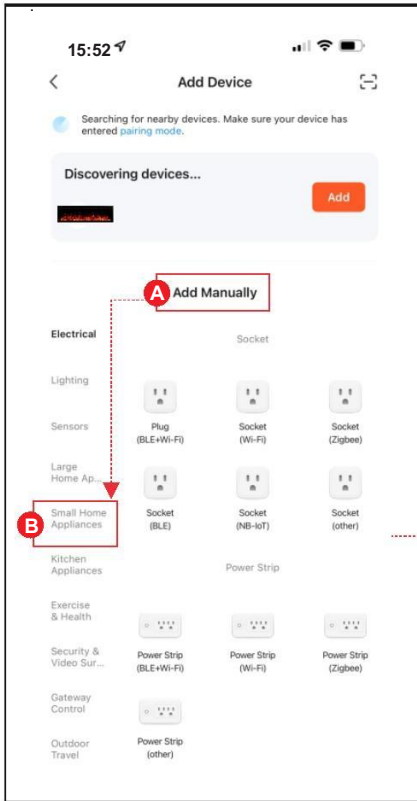 15:52
Add Device
Searching for nearby devices. Make sure your device has
entered pairing mode.
Discovering devices...
Add
A
Add Manually
Electrical
Socket
Lighting
Plug
(BLE+Wi-Fi)
Socket
(Wi-Fi)
Socket
(Zigbee)
Sensors
Large
Home Ap...
B
Small Home
Appliances
Socket
(BLE)
Socket
(NB-IoT)
Socket
(other)
Kitchen
Appliances
Power Strip
Exercise
& Health
Security &
Video Sur...
Power Strip
(BLE+Wi-Fi)
Power Strip
(Wi-Fi)
Power Strip
(Zigbee)
Gateway
Control
Outdoor
Travel
Power Strip
(other)